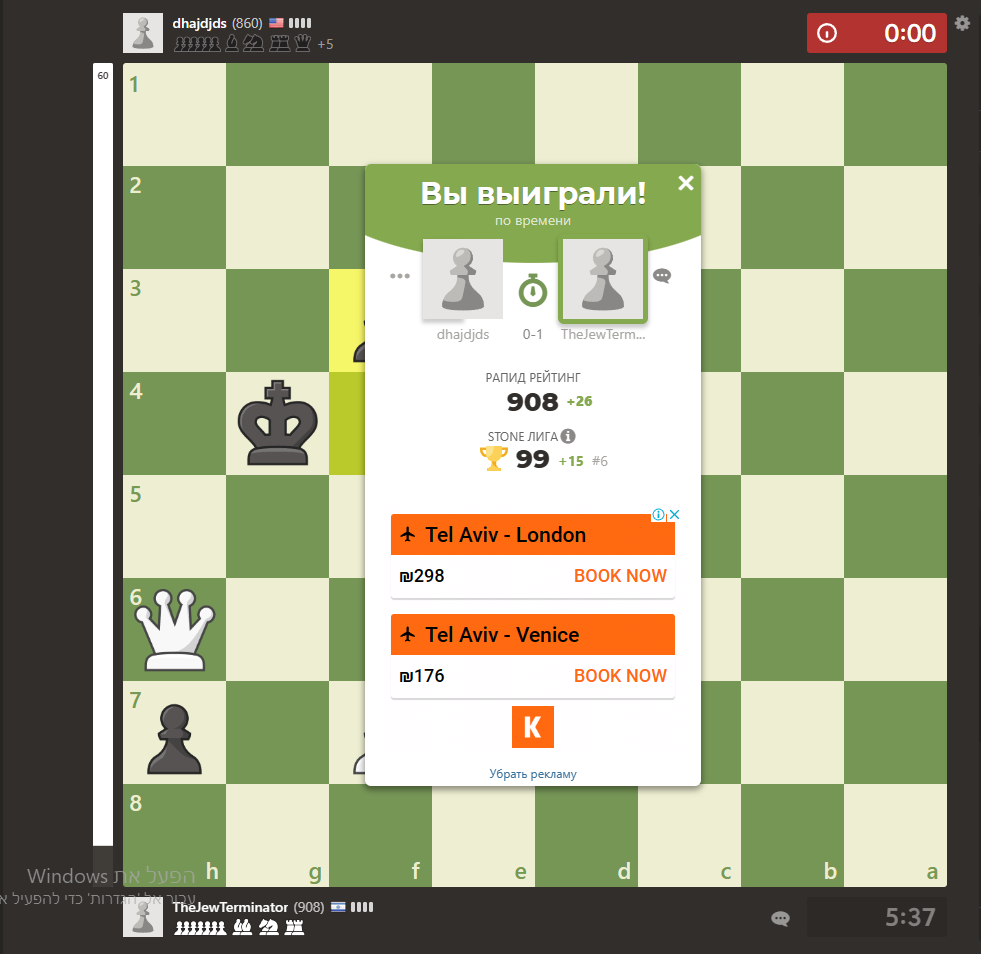 dhajdjds (860)
+5
0:00
60
1
2
3
4
5
6
7
8
h g f e d c b a
Вы выиграли!
по времени
dhajdjds 0-1 TheJewTerm...
РАПИД РЕЙТИНГ
908 +26
STONE ЛИГА
99 +15 #6
Tel Aviv - London
₪298 BOOK NOW
Tel Aviv - Venice
₪176 BOOK NOW
K
Убрать рекламу
הפעל את Windows
עבור אל 'הגדרות' כדי להפעיל א
TheJewTerminator (908)
5:37